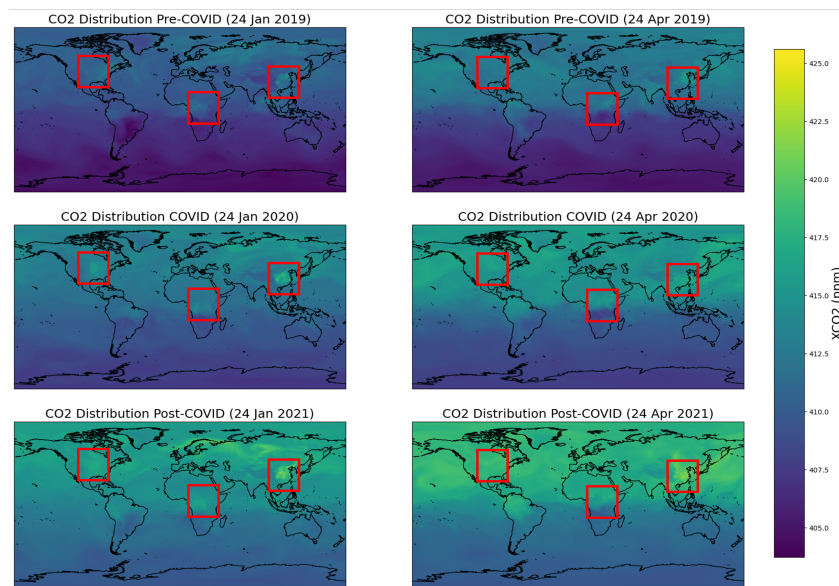 CO2 Distribution Pre-COVID (24 Jan 2019)
CO2 Distribution Pre-COVID (24 Apr 2019)
CO2 Distribution COVID (24 Jan 2020)
CO2 Distribution COVID (24 Apr 2020)
CO2 Distribution Post-COVID (24 Jan 2021)
CO2 Distribution Post-COVID (24 Apr 2021)
425.0
422.5
420.0
417.5
415.0
412.5
410.0
407.5
405.0
XCO2 (ppm)